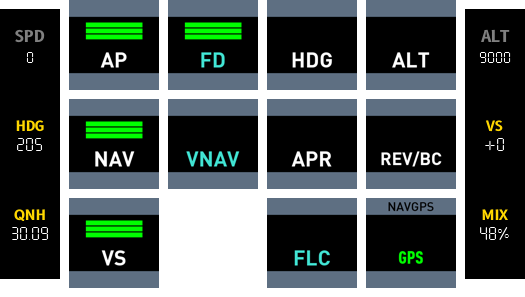 SPD
0
HDG
205
QNH
30.09
AP
FD
HDG
ALT
NAV
VNAV
APR
REV/BC
VS
FLC
NAVGPS
GPS
ALT
9000
VS
+0
MIX
48%